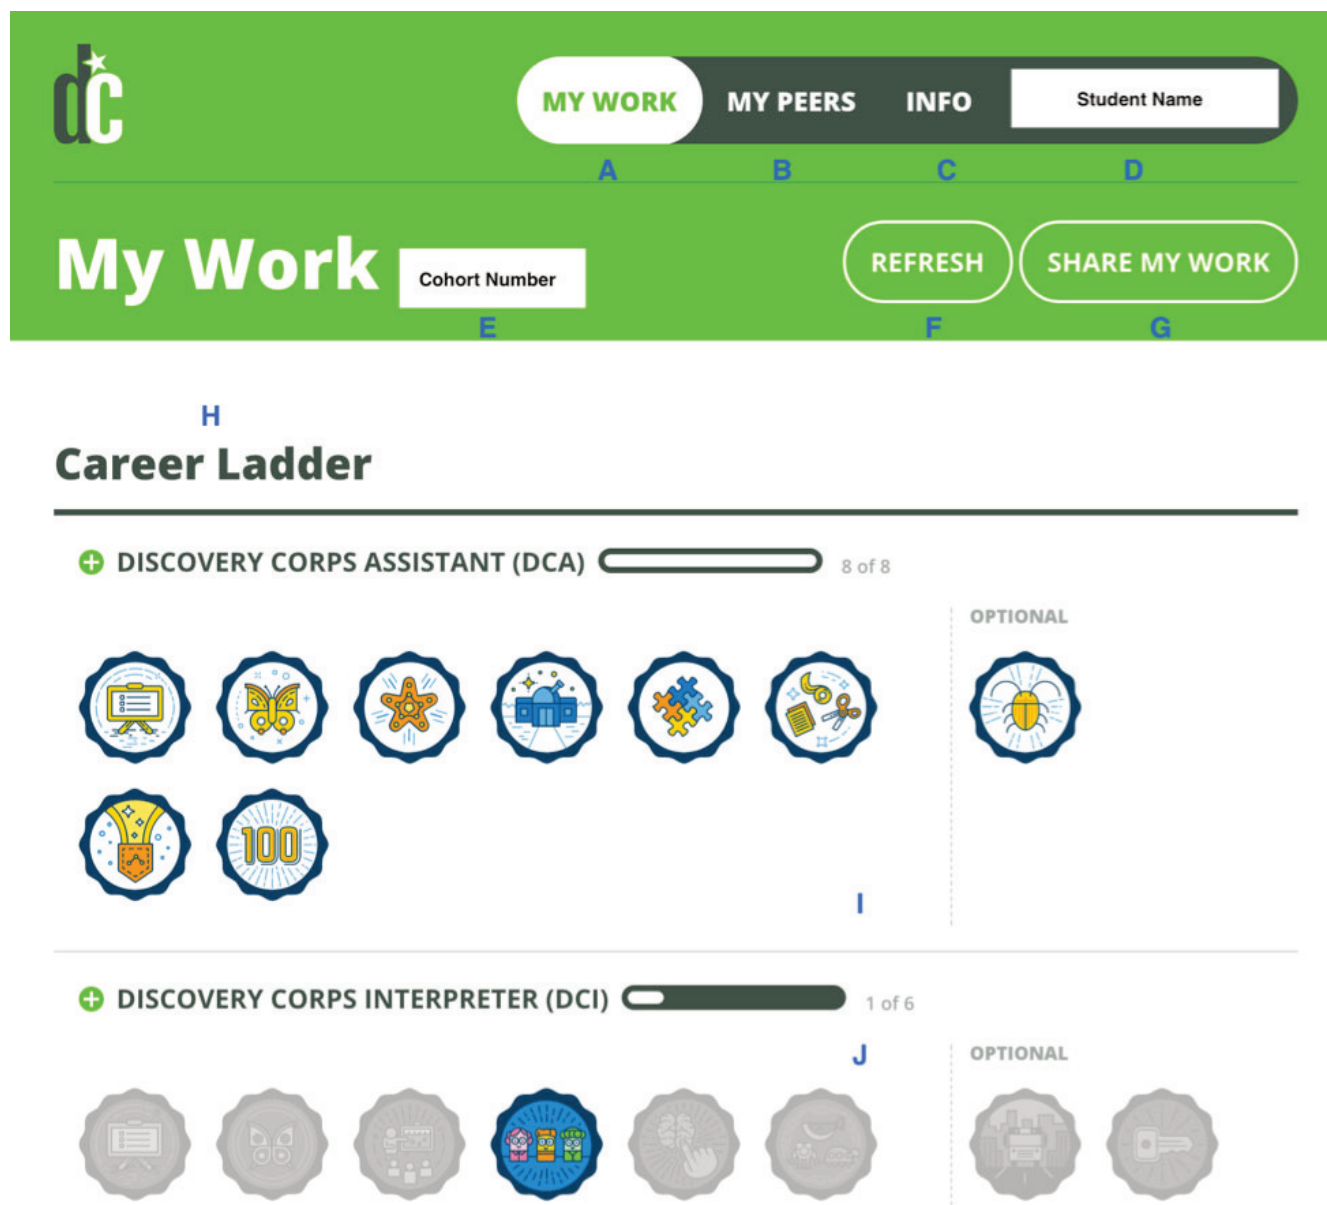 dc
MY WORK MY PEERS INFO Student Name
A B C D
My Work Cohort Number REFRESH SHARE MY WORK
E F G
H
Career Ladder
DISCOVERY CORPS ASSISTANT (DCA) 8 of 8
OPTIONAL
100
I
DISCOVERY CORPS INTERPRETER (DCI) 1 of 6
J OPTIONAL